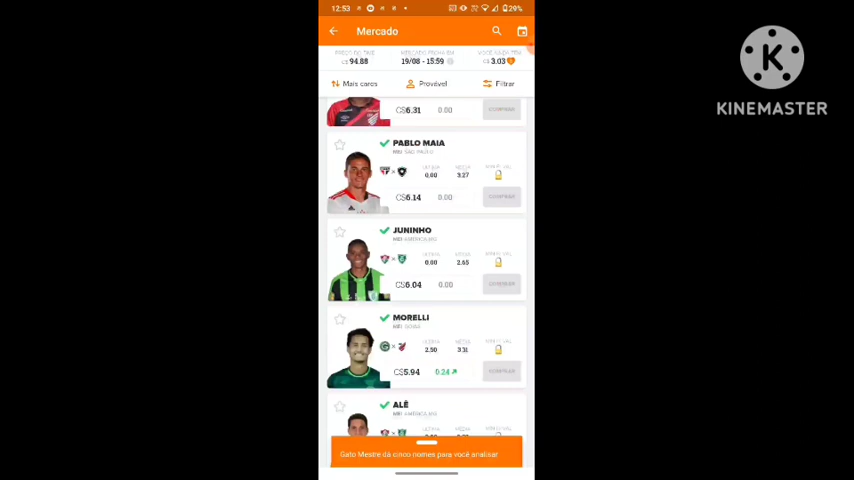 12:53
29%
Mercado
PREÇO DO TIME
C$ 94.88
MERCADO FECHA EM
19/08 - 15:59
VOCÊ AINDA TEM
C$ 3.03
Mais caros
Provável
Filtrar
C$6.31 0.00 COMPRAR
PABLO MAIA
MEI SÃO PAULO
ÚLTIMA MÉDIA
0.00 3.27
C$6.14 0.00 COMPRAR
JUNINHO
MEI AMÉRICA-MG
ÚLTIMA MÉDIA
0.00 2.65
C$6.04 0.00 COMPRAR
MORELLI
MEI GOIÁS
ÚLTIMA MÉDIA
2.50 3.31
C$5.94 0.24 COMPRAR
ALÊ
MEI AMÉRICA-MG
ÚLTIMA MÉDIA
Gato Mestre dá cinco nomes para você analisar
K
KINEMASTER